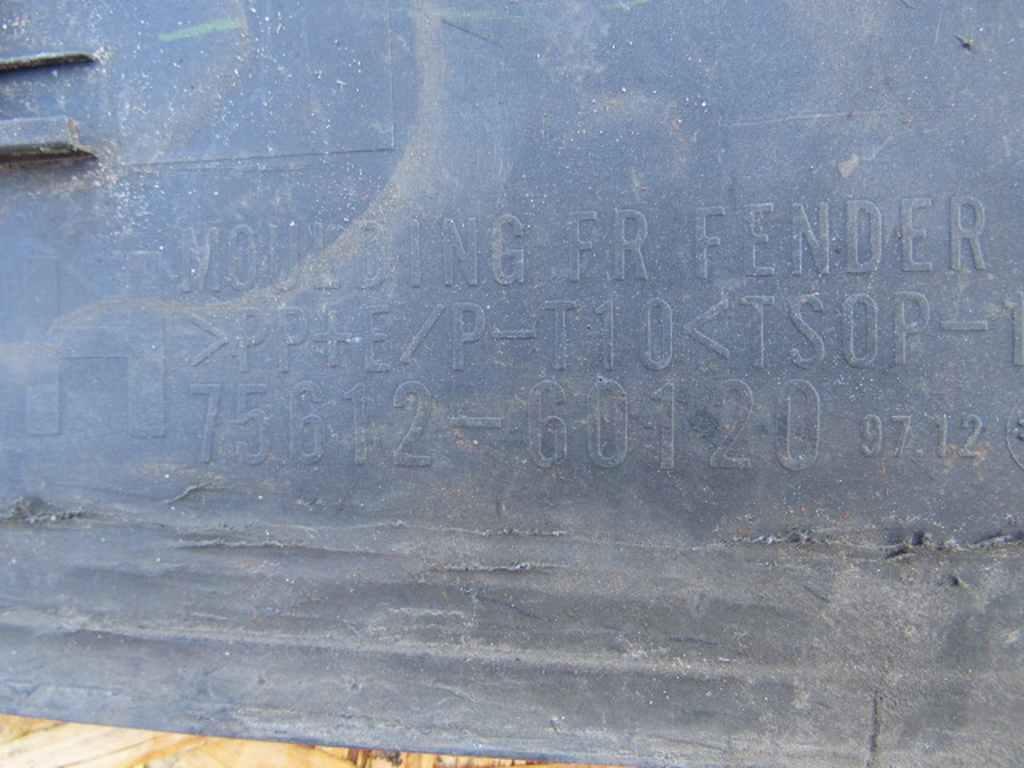 MOULDING FR FENDER
>PP+E/P-T10<TSOP-1
75612-60120 97.12